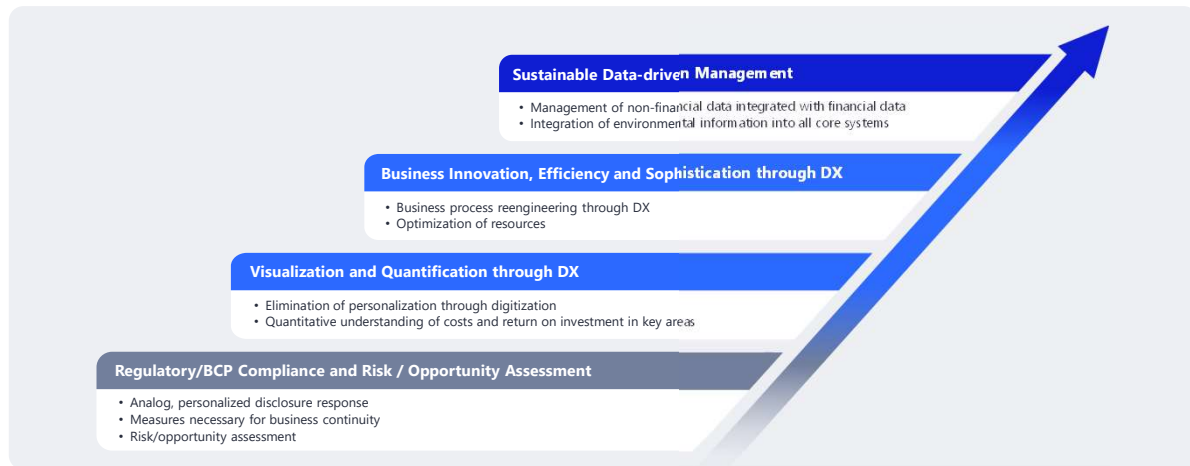 Sustainable Data-driven Management
• Management of non-financial data integrated with financial data
• Integration of environmental information into all core systems
Business Innovation, Efficiency and Sophistication through DX
• Business process reengineering through DX
• Optimization of resources
Visualization and Quantification through DX
• Elimination of personalization through digitization
• Quantitative understanding of costs and return on investment in key areas
Regulatory/BCP Compliance and Risk / Opportunity Assessment
• Analog, personalized disclosure response
• Measures necessary for business continuity
• Risk/opportunity assessment